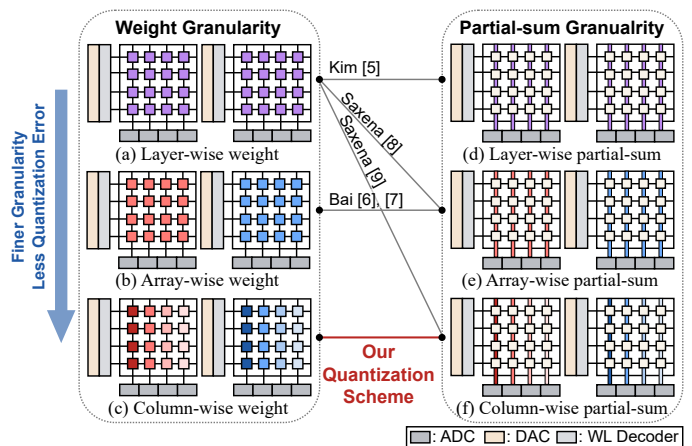 Weight Granularity
Partial-sum Granualrity
Finer Granularity
Less Quantization Error
Kim [5]
Saxena [8]
Saxena [9]
Bai [6], [7]
(a) Layer-wise weight
(d) Layer-wise partial-sum
(b) Array-wise weight
(e) Array-wise partial-sum
Our
Quantization
Scheme
(c) Column-wise weight
(f) Column-wise partial-sum
: ADC : DAC : WL Decoder